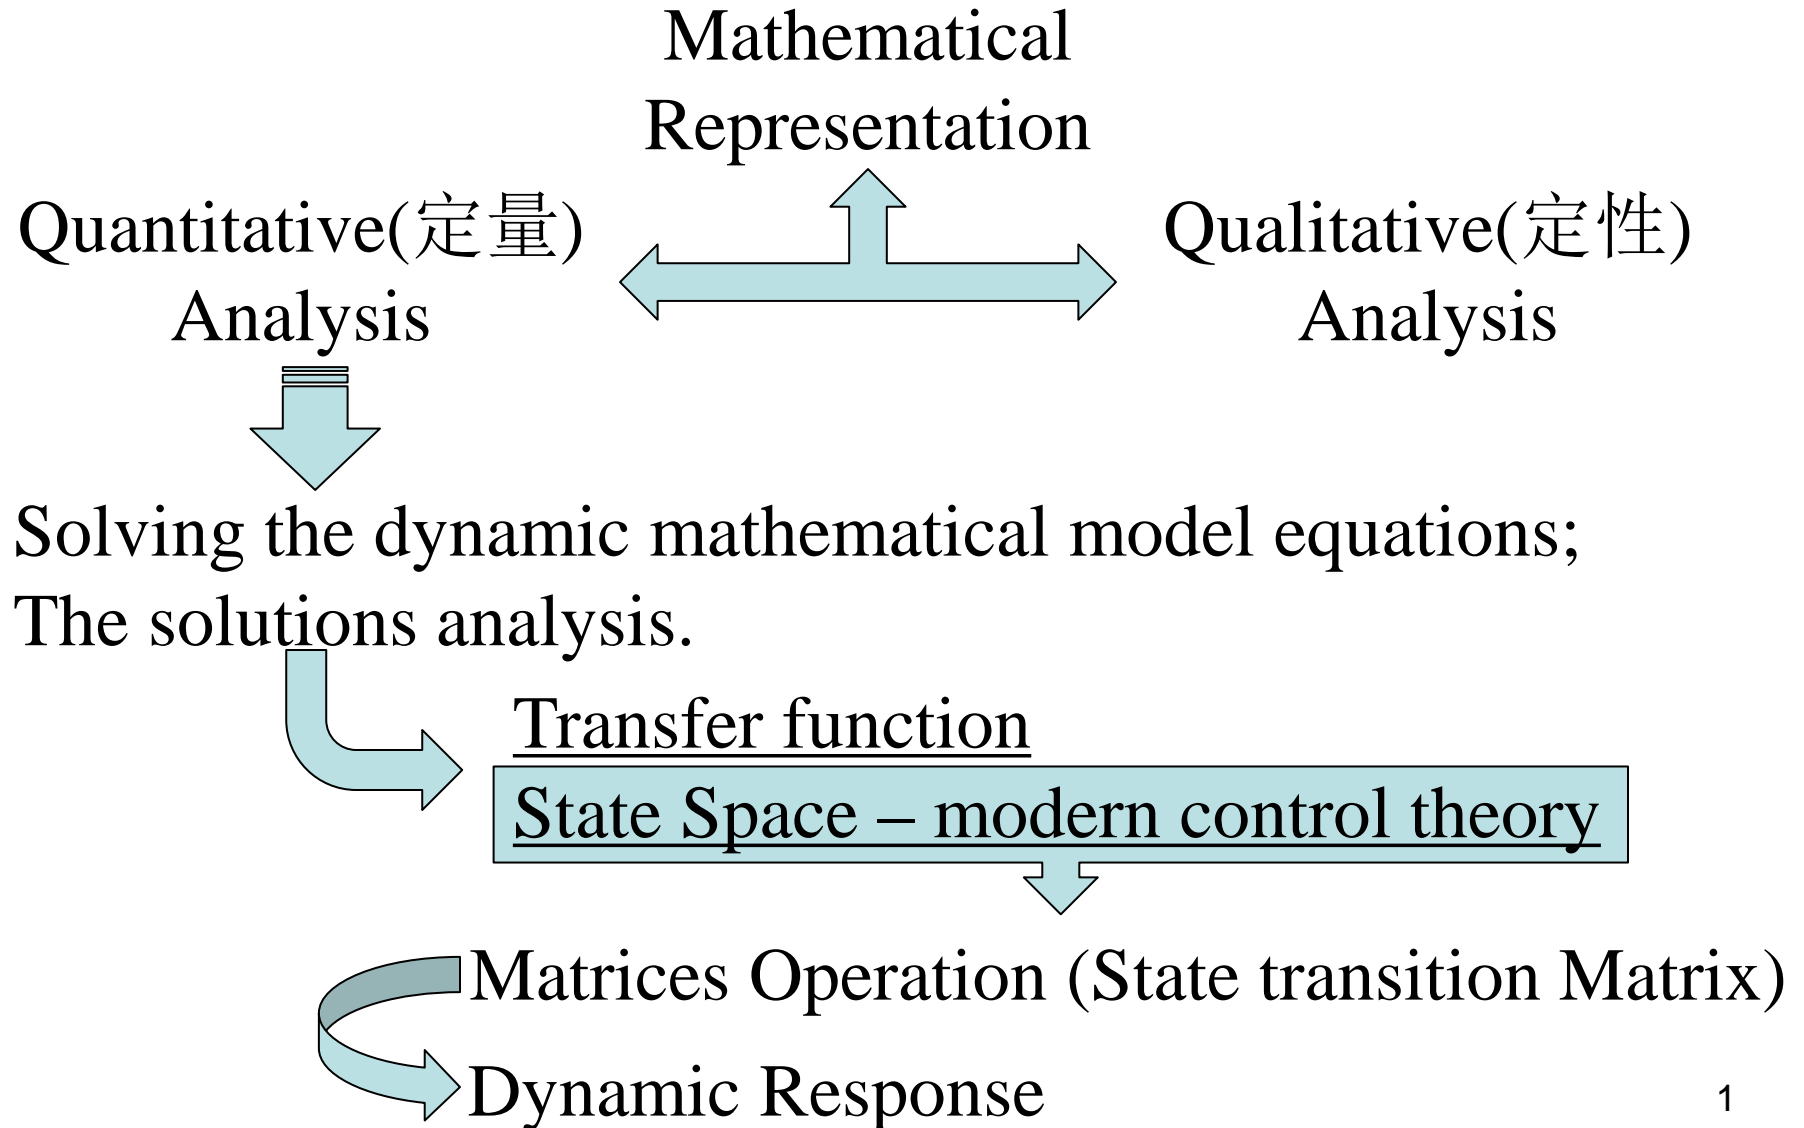 Mathematical
Representation
Quantitative(定量)
Analysis
Qualitative(定性)
Analysis
Solving the dynamic mathematical model equations;
The solutions analysis.
Transfer function
State Space – modern control theory
Matrices Operation (State transition Matrix)
Dynamic Response
1